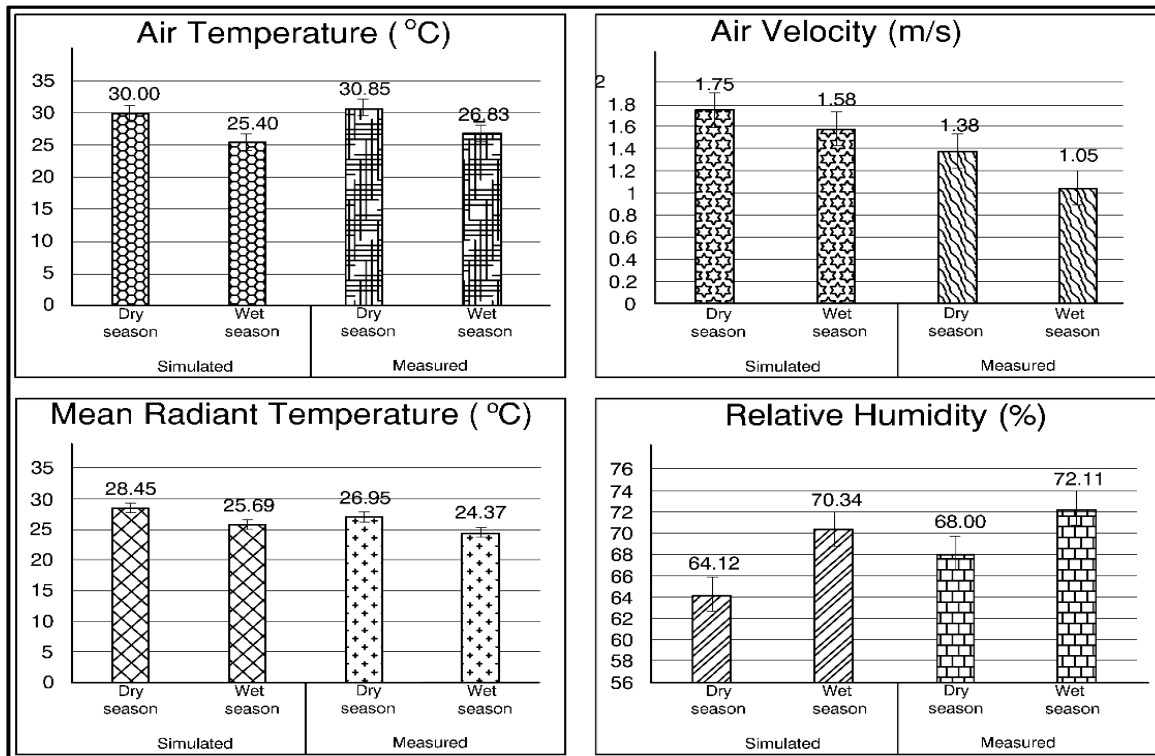 Air Temperature ( °C)
35
30
25
20
15
10
5
0
30.00
25.40
30.85
26.83
Dry season
Wet season
Dry season
Wet season
Simulated
Measured
Air Velocity (m/s)
2
1.8
1.6
1.4
1.2
1
0.8
0.6
0.4
0.2
0
1.75
1.58
1.38
1.05
Dry season
Wet season
Dry season
Wet season
Simulated
Measured
Mean Radiant Temperature ( °C)
35
30
25
20
15
10
5
0
28.45
25.69
26.95
24.37
Dry season
Wet season
Dry season
Wet season
Simulated
Measured
Relative Humidity (%)
76
74
72
70
68
66
64
62
60
58
56
64.12
70.34
68.00
72.11
Dry season
Wet season
Dry season
Wet season
Simulated
Measured